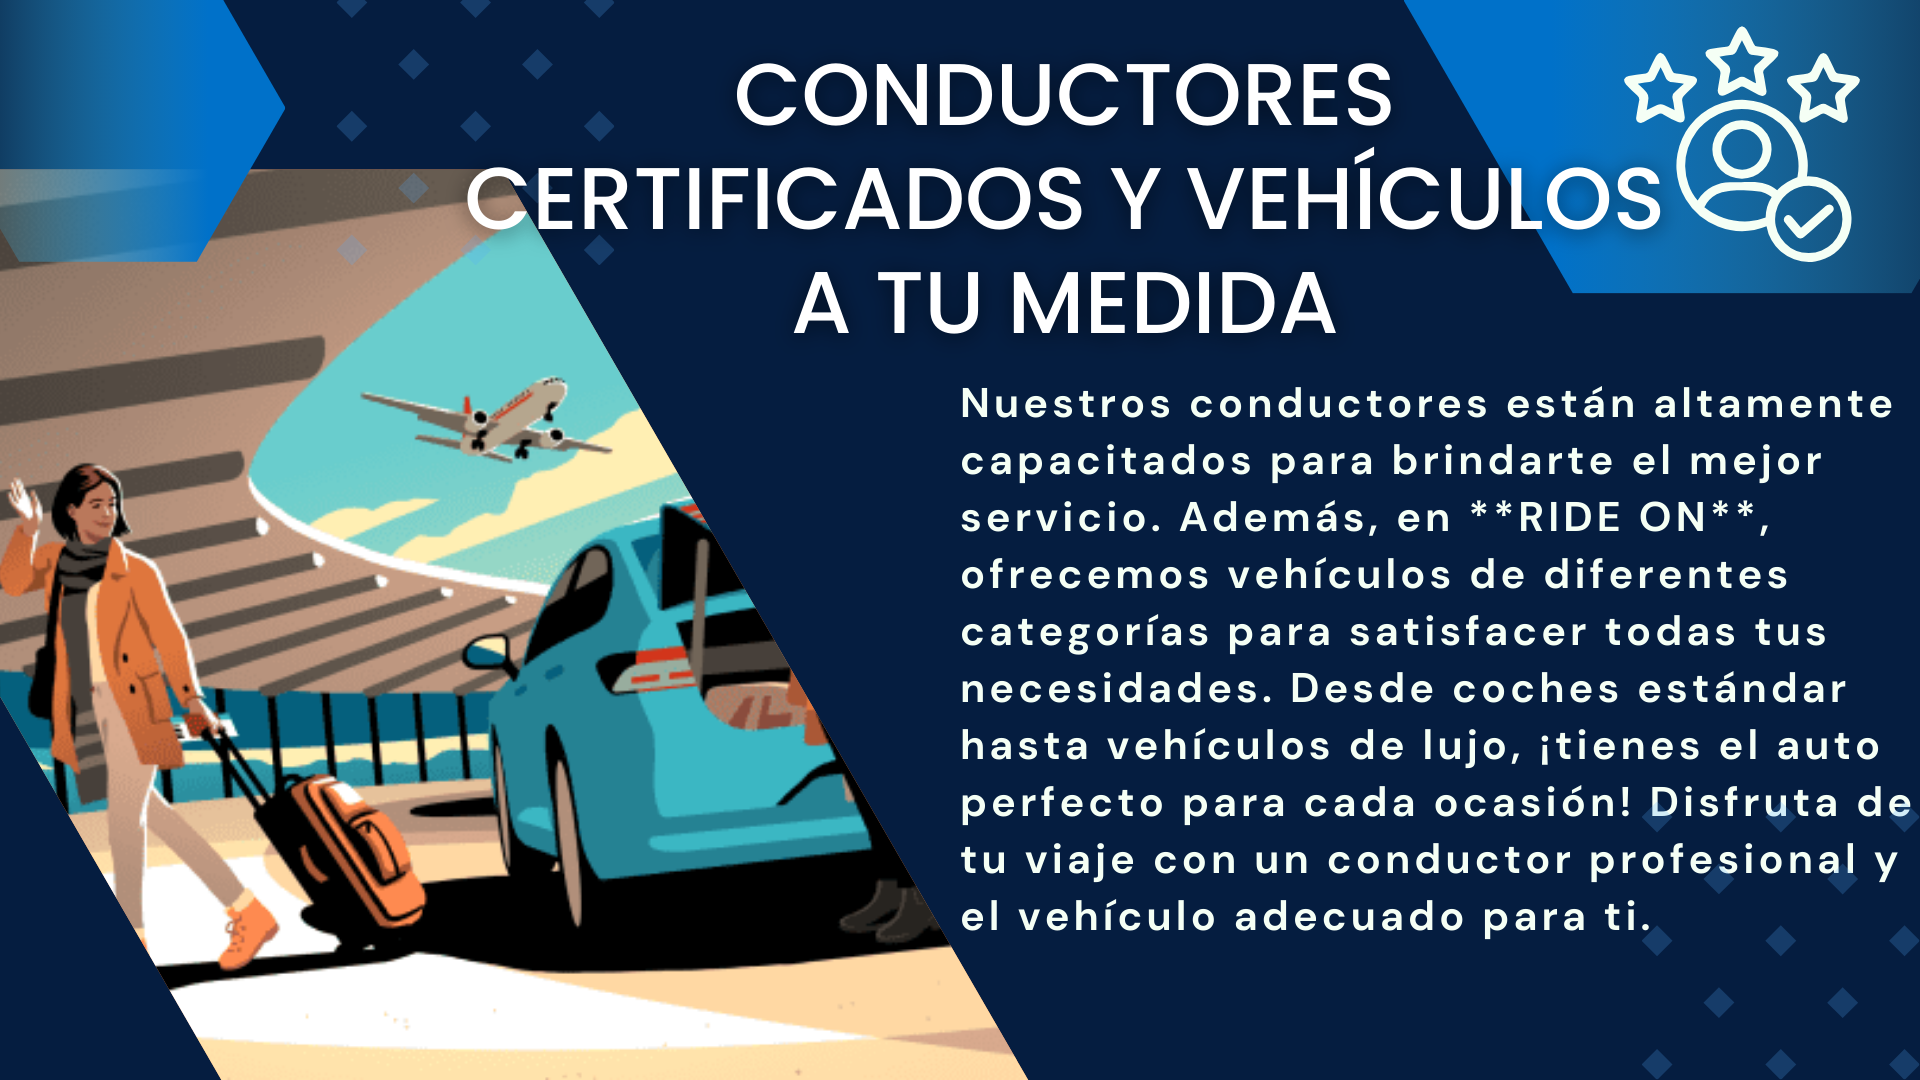 CONDUCTORES
CERTIFICADOS Y VEHÍCULOS
A TU MEDIDA
Nuestros conductores están altamente
capacitados para brindarte el mejor
servicio. Además, en **RIDE ON**,
ofrecemos vehículos de diferentes
categorías para satisfacer todas tus
necesidades. Desde coches estándar
hasta vehículos de lujo, ¡tienes el auto
perfecto para cada ocasión! Disfruta de
tu viaje con un conductor profesional y
el vehículo adecuado para ti.